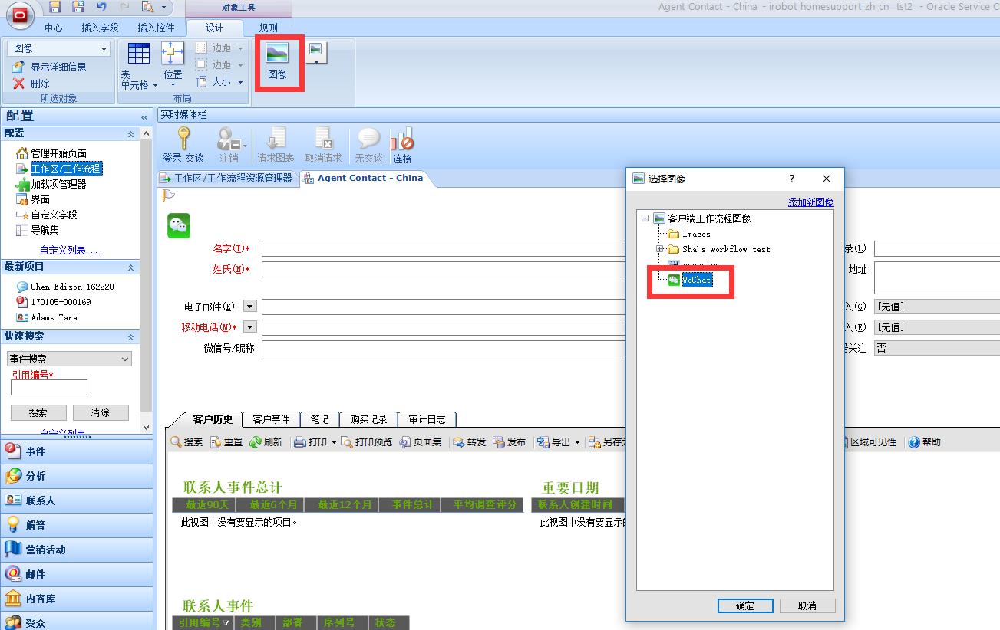 对象工具
Agent Contact - China - irobot_homesupport_zh_cn__tst2 - Oracle Service C
中心 插入字段 插入控件 设计 规则
图像
显示详细信息
删除
所选对象
表
单元格
位置
边距
边距
大小
布局
图像
配置
配置
管理开始页面
工作区/工作流程
加载项管理器
界面
自定义字段
导航集
自定义列表...
最新项目
Chen Edison:162220
170105-000169
Adams Tara
快速搜索
事件搜索
引用编号*
搜索 清除
自定义列表
事件
分析
联系人
解答
营销活动
邮件
内容库
受众
实时媒体栏
登录 交谈 注销 请求图表 取消请求 无交谈 连接
工作区/工作流程资源管理器 Agent Contact - China
名字(I)*
姓氏(N)*
电子邮件(E)
移动电话(M)*
微信号/昵称
录(L)
地址
入(G) [无值]
入(E) [无值]
号关注 否
客户历史 客户事件 笔记 购买记录 审计日志
搜索 重置 刷新 打印 打印预览 页面集 转发 发布 导出 另存为 区域可见性 帮助
联系人事件总计
最近90天 最近6个月 最近12个月 事件总计 平均调查评分
此视图中没有要显示的项目。
重要日期
联系人创建时间
此视图中没有要显示的
联系人事件
引用编号 类别 部署 序列号 状态
选择图像 ?
添加新图像
客户端工作流程图像
Images
Sha's workflow test
penguins
WeChat
确定 取消